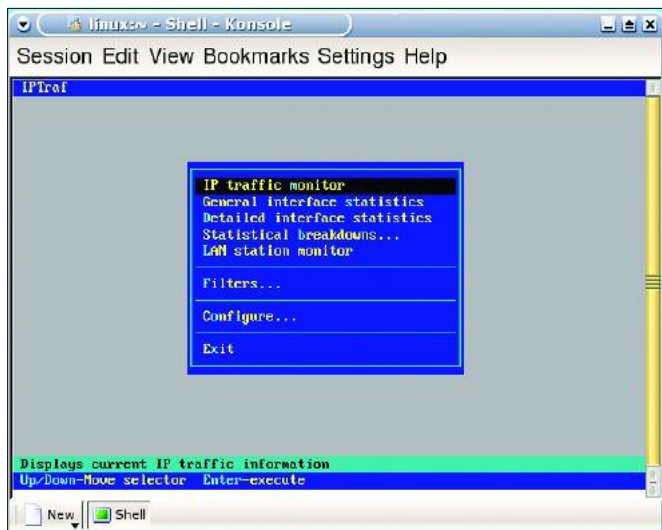 linux:~ - Shell - Konsole
Session Edit View Bookmarks Settings Help
IPTraf
IP traffic monitor
General interface statistics
Detailed interface statistics
Statistical breakdowns...
LAN station monitor
Filters...
Configure...
Exit
Displays current IP traffic information
Up/Down-Move selector Enter-execute
New Shell